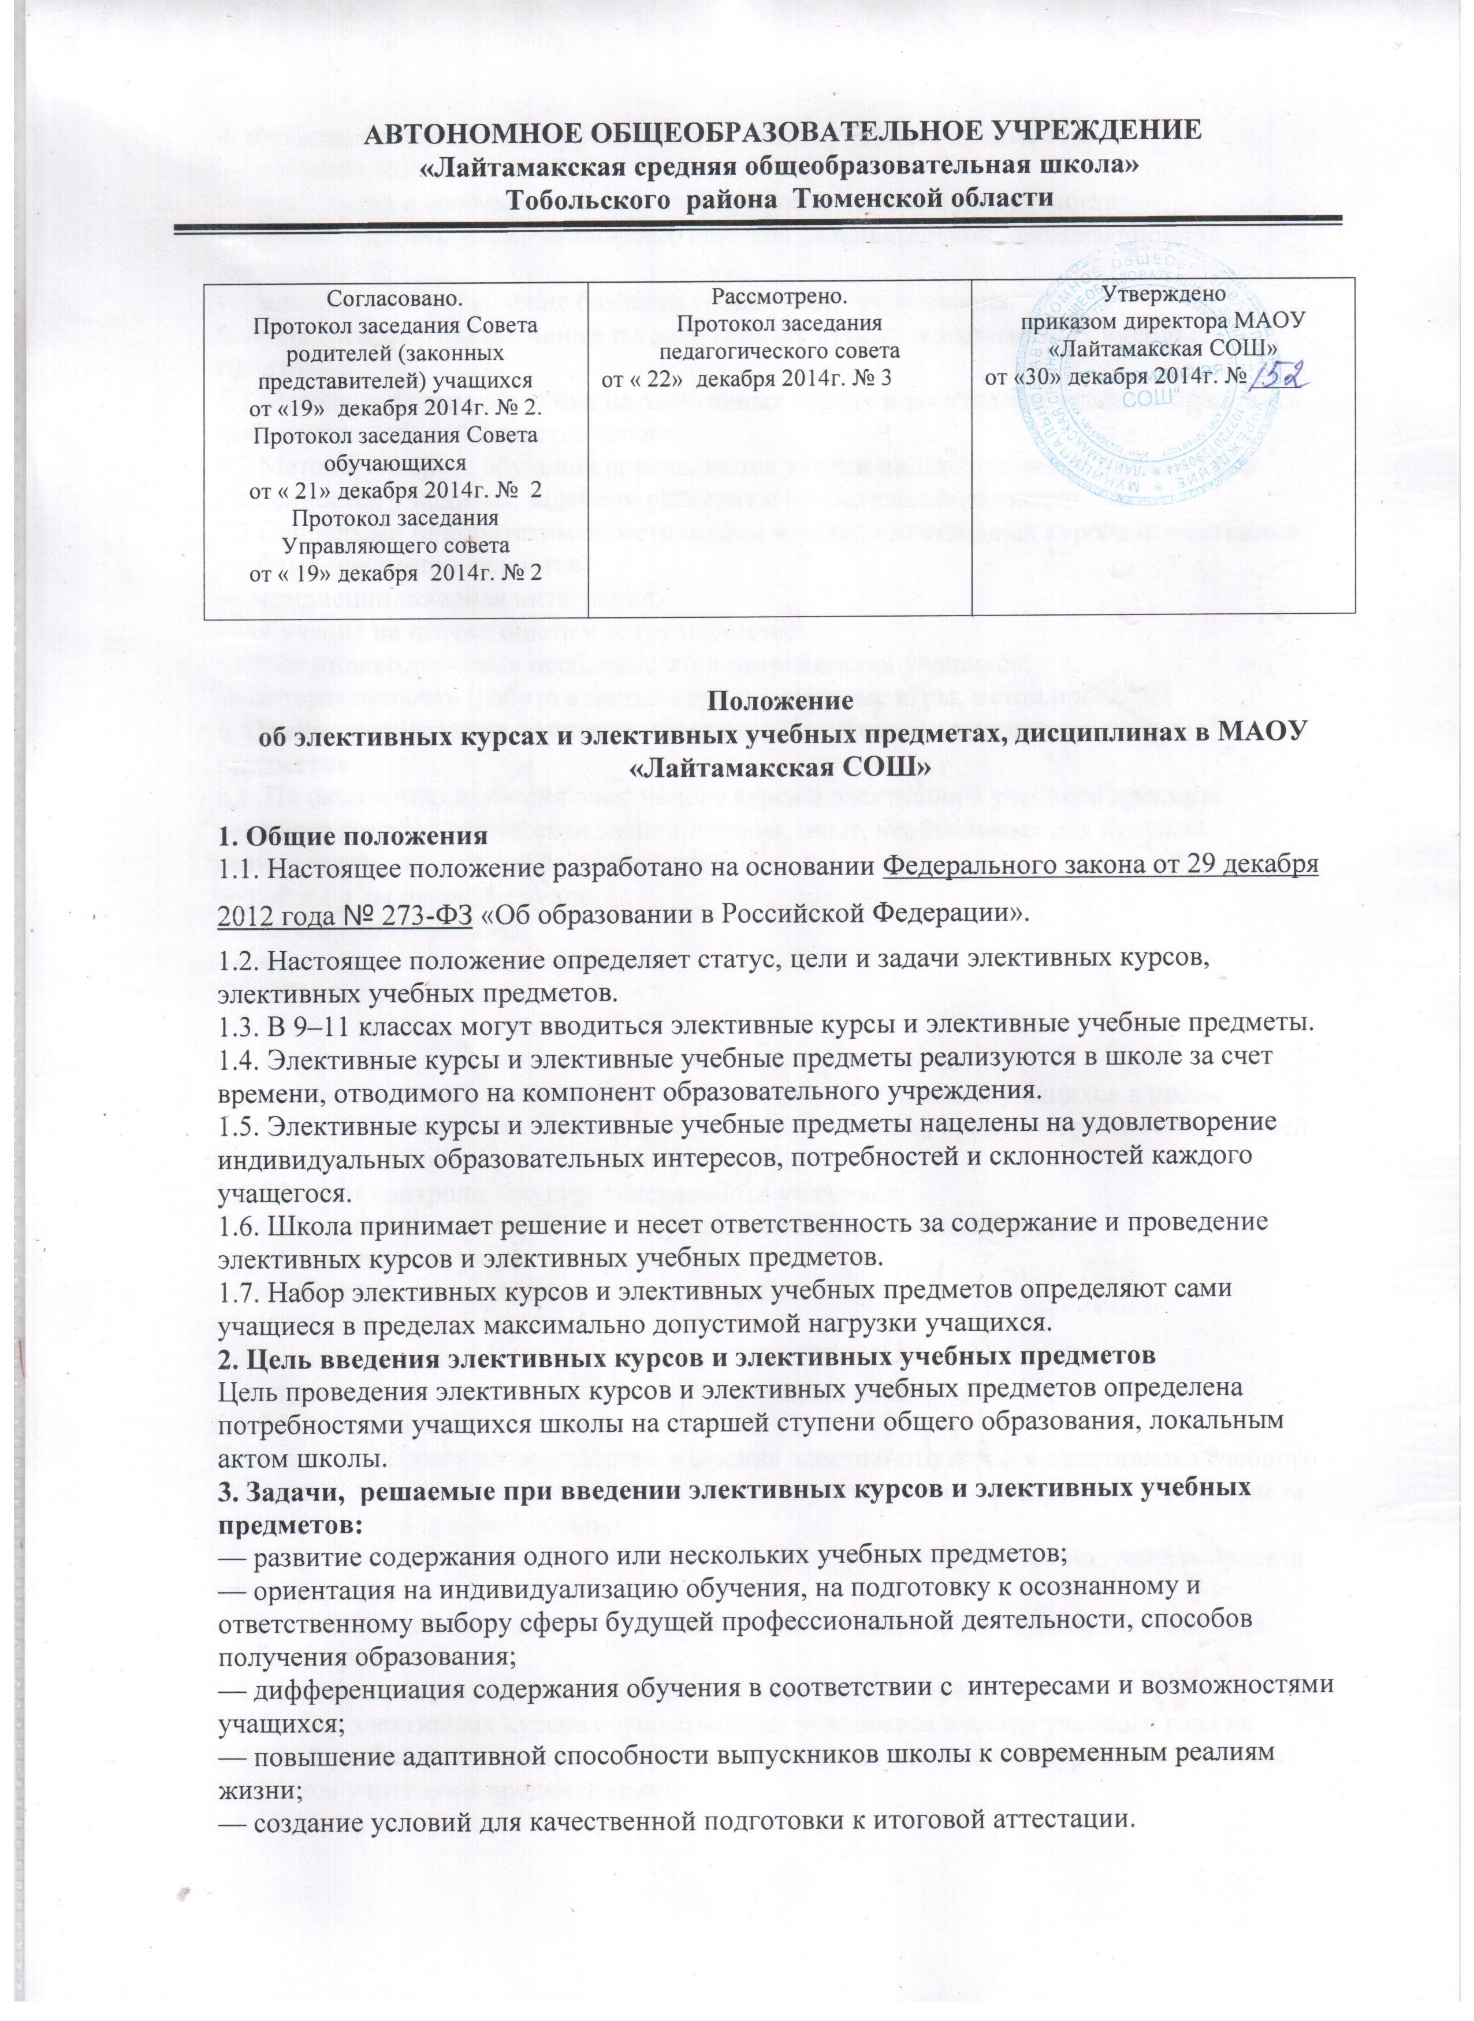 АВТОНОМНОЕ ОБЩЕОБРАЗОВАТЕЛЬНОЕ УЧРЕЖДЕНИЕ
«Лайтамакская средняя общеобразовательная школа»
Тобольского района Тюменской области
Согласовано.
Протокол заседания Совета
родителей (законных
представителей) учащихся
от «19» декабря 2014г. № 2.
Протокол заседания Совета
обучающихся
от « 21» декабря 2014г. № 2
Протокол заседания
Управляющего совета
от « 19» декабря 2014г. № 2
Рассмотрено.
Протокол заседания
педагогического совета
от « 22» декабря 2014г. № 3
Утверждено
приказом директора МАОУ
«Лайтамакская СОШ»
от «30» декабря 2014г. № 152
СОШ"
Положение
об элективных курсах и элективных учебных предметах, дисциплинах в МАОУ
«Лайтамакская СОШ»
1. Общие положения
1.1. Настоящее положение разработано на основании Федерального закона от 29 декабря
2012 года № 273-ФЗ «Об образовании в Российской Федерации».
1.2. Настоящее положение определяет статус, цели и задачи элективных курсов,
элективных учебных предметов.
1.3. В 9–11 классах могут вводиться элективные курсы и элективные учебные предметы.
1.4. Элективные курсы и элективные учебные предметы реализуются в школе за счет
времени, отводимого на компонент образовательного учреждения.
1.5. Элективные курсы и элективные учебные предметы нацелены на удовлетворение
индивидуальных образовательных интересов, потребностей и склонностей каждого
учащегося.
1.6. Школа принимает решение и несет ответственность за содержание и проведение
элективных курсов и элективных учебных предметов.
1.7. Набор элективных курсов и элективных учебных предметов определяют сами
учащиеся в пределах максимально допустимой нагрузки учащихся.
2. Цель введения элективных курсов и элективных учебных предметов
Цель проведения элективных курсов и элективных учебных предметов определена
потребностями учащихся школы на старшей ступени общего образования, локальным
актом школы.
3. Задачи, решаемые при введении элективных курсов и элективных учебных
предметов:
— развитие содержания одного или нескольких учебных предметов;
— ориентация на индивидуализацию обучения, на подготовку к осознанному и
ответственному выбору сферы будущей профессиональной деятельности, способов
получения образования;
— дифференциация содержания обучения в соответствии с интересами и возможностями
учащихся;
— повышение адаптивной способности выпускников школы к современным реалиям
жизни;
— создание условий для качественной подготовки к итоговой аттестации.